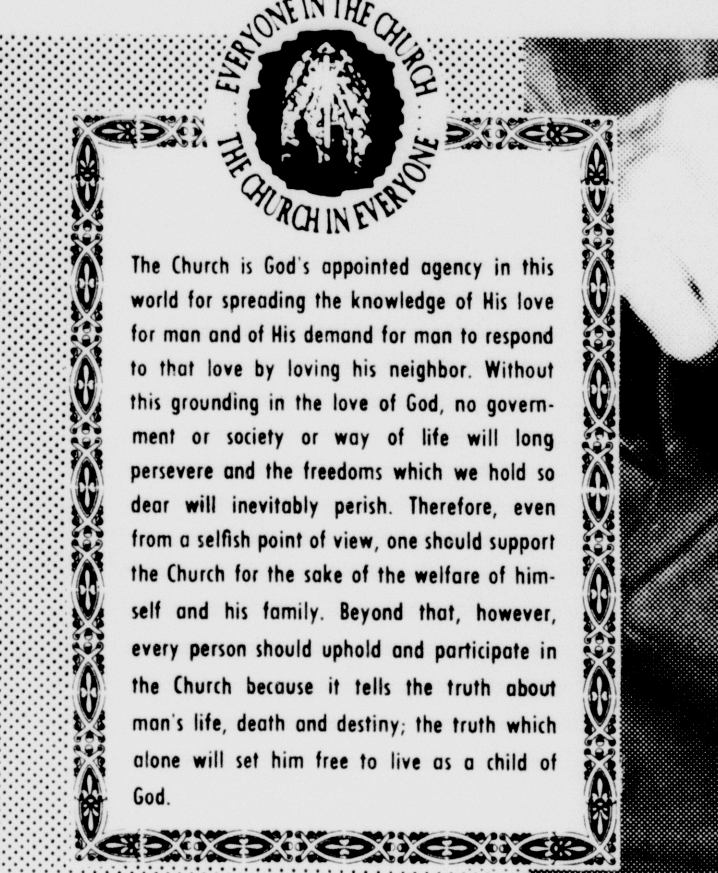 EVERYONE IN THE CHURCH
THE CHURCH IN EVERYONE
The Church is God's appointed agency in this
world for spreading the knowledge of His love
for man and of His demand for man to respond
to that love by loving his neighbor. Without
this grounding in the love of God, no govern-
ment or society or way of life will long
persevere and the freedoms which we hold so
dear will inevitably perish. Therefore, even
from a selfish point of view, one should support
the Church for the sake of the welfare of him-
self and his family. Beyond that, however,
every person should uphold and participate in
the Church because it tells the truth about
man's life, death and destiny; the truth which
alone will set him free to live as a child of
God.